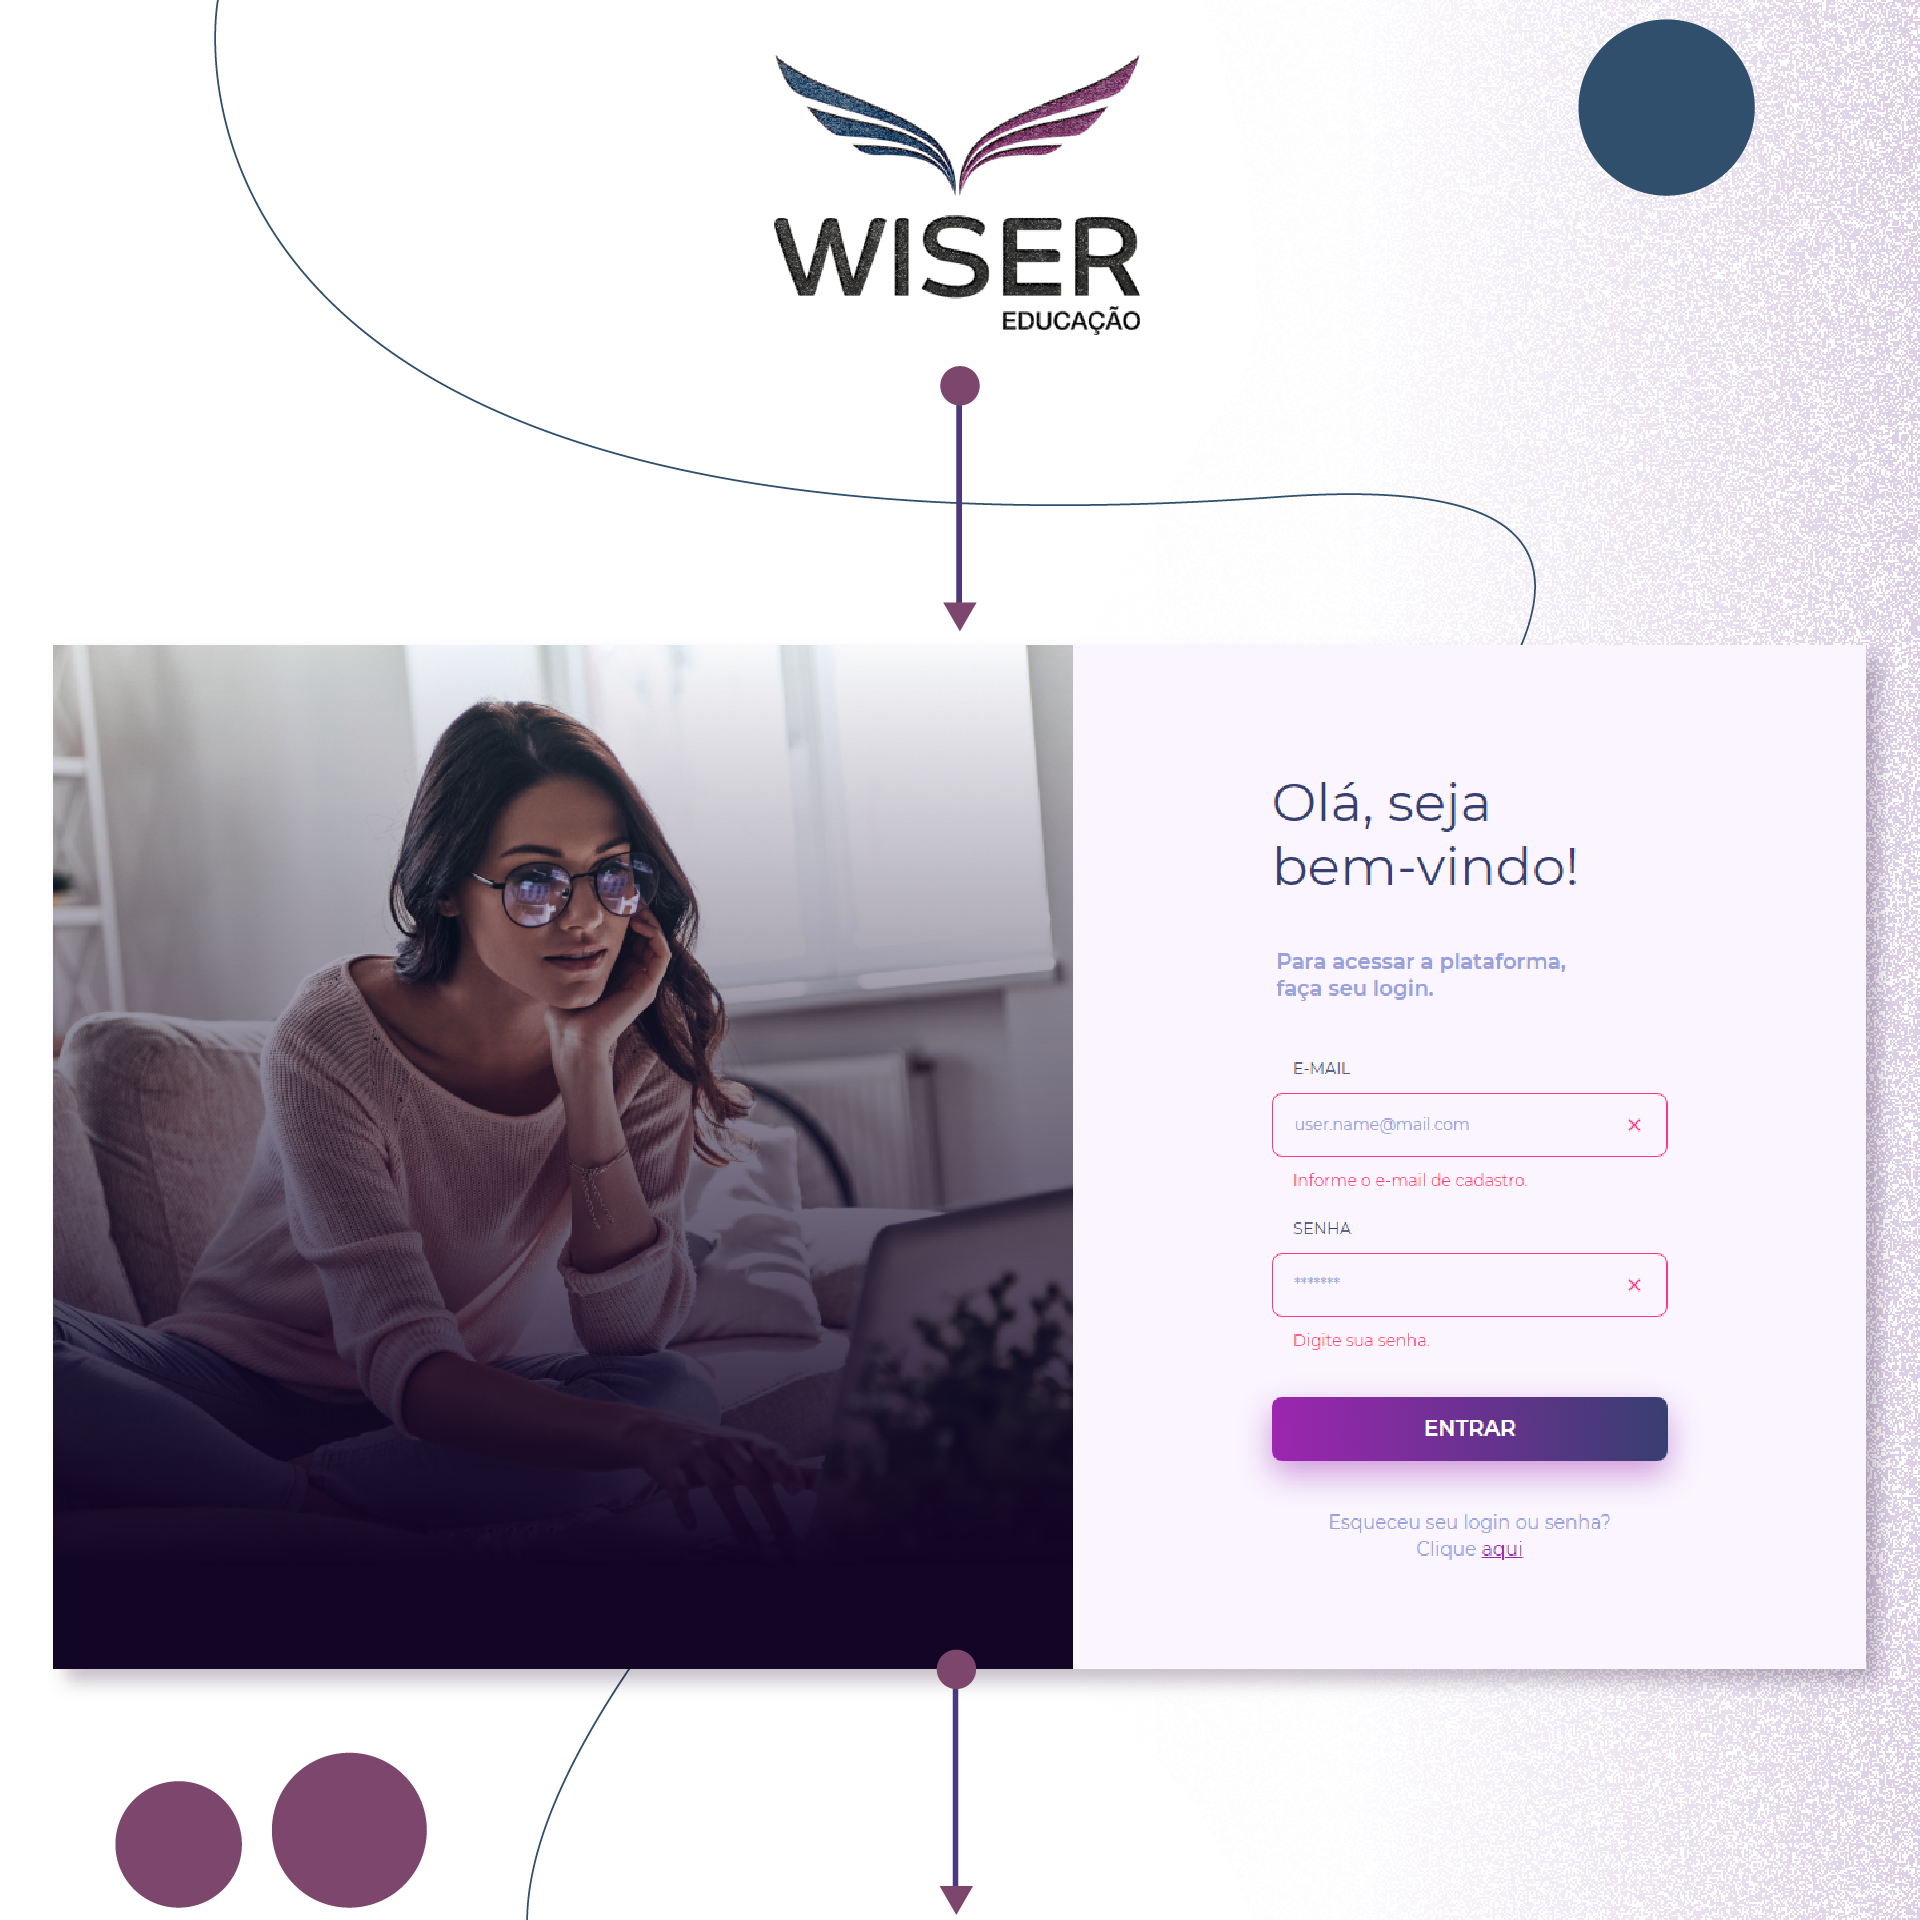 WISER
EDUCAÇÃO
Olá, seja
bem-vindo!
Para acessar a plataforma,
faça seu login.
E-MAIL
user.name@mail.com
Informe o e-mail de cadastro.
SENHA
*******
Digite sua senha.
ENTRAR
Esqueceu seu login ou senha?
Clique aqui